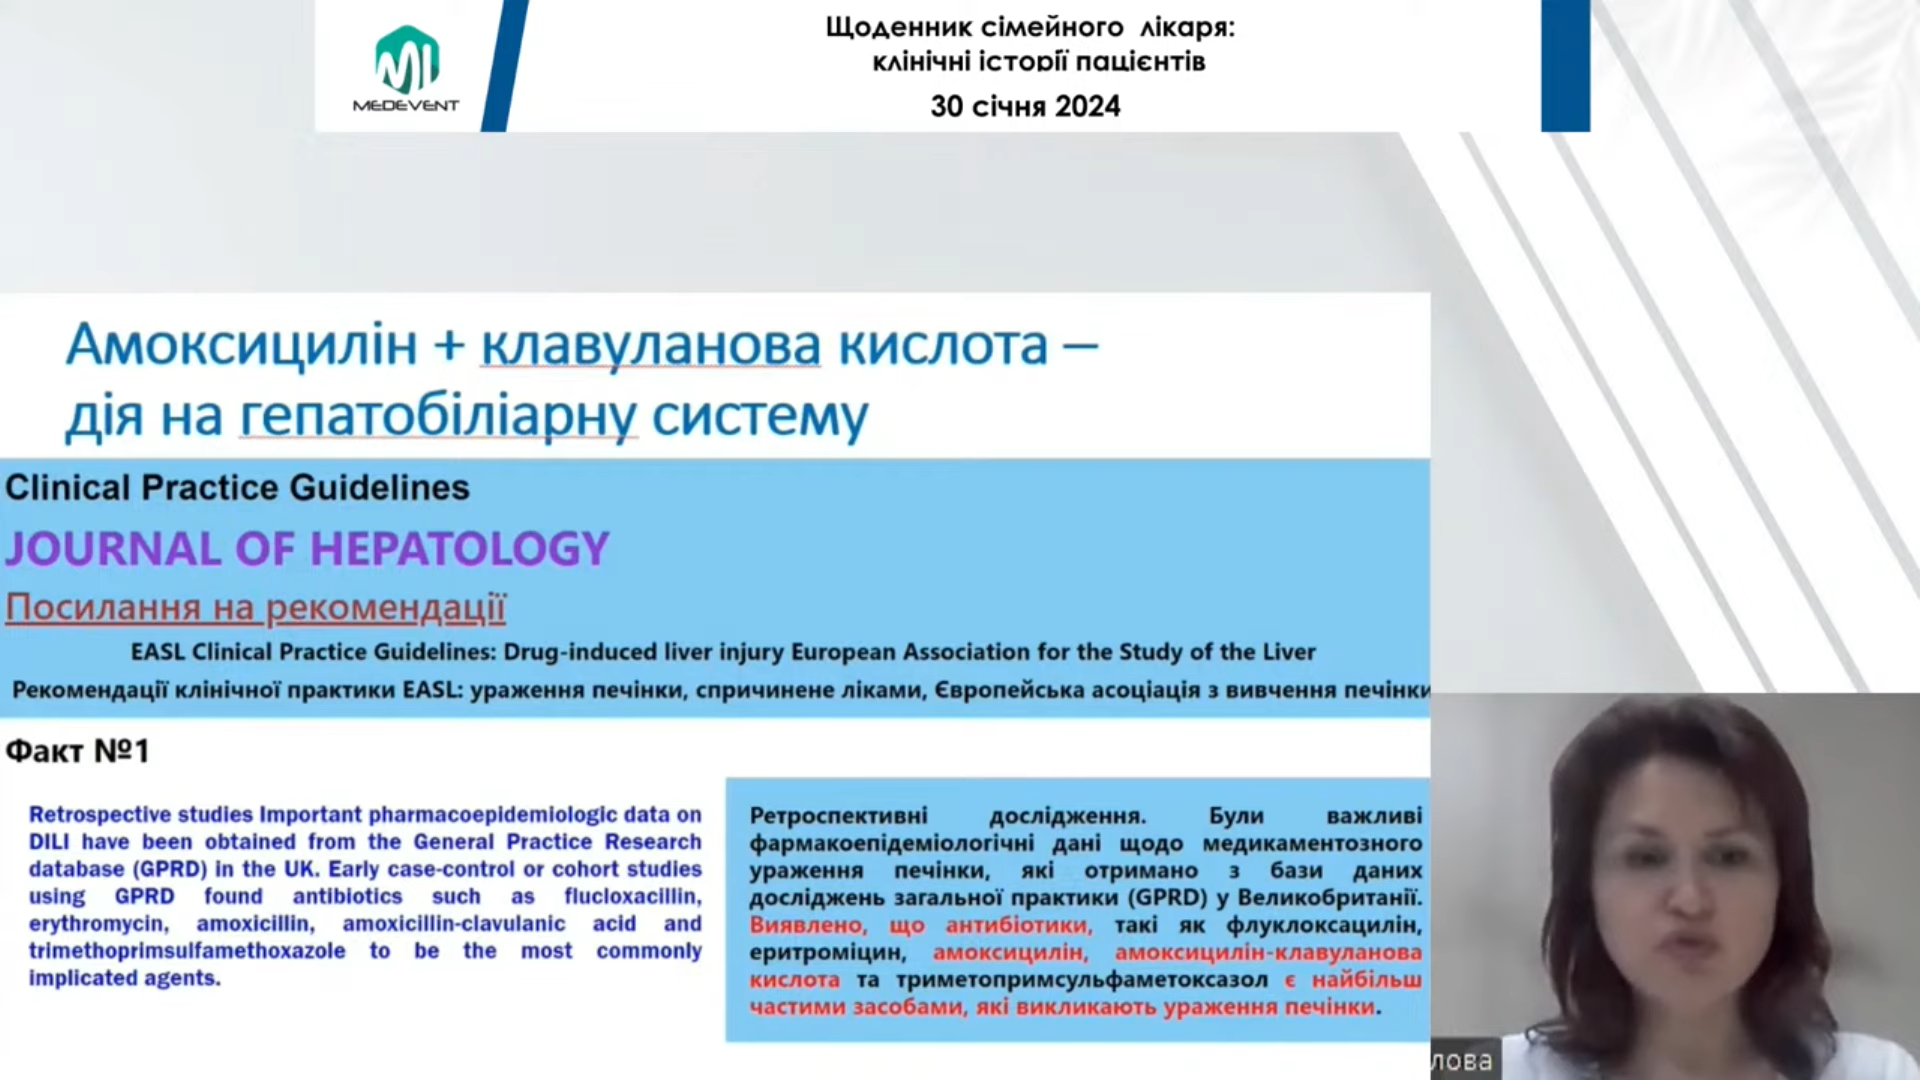 MEDEVENT
Щоденник сімейного лікаря:
клінічні історії пацієнтів
30 січня 2024
Амоксицилін + клавуланова кислота –
дія на гепатобіліарну систему
Clinical Practice Guidelines
JOURNAL OF HEPATOLOGY
Посилання на рекомендації
EASL Clinical Practice Guidelines: Drug-induced liver injury European Association for the Study of the Liver
Рекомендації клінічної практики EASL: ураження печінки, спричинене ліками, Європейська асоціація з вивчення печінки
Факт №1
Retrospective studies Important pharmacoepidemiologic data on
DILI have been obtained from the General Practice Research
database (GPRD) in the UK. Early case-control or cohort studies
using GPRD found antibiotics such as flucloxacillin,
erythromycin, amoxicillin, amoxicillin-clavulanic acid and
trimethoprimsulfamethoxazole to be the most commonly
implicated agents.
Ретроспективні дослідження. Були важливі
фармакоепідеміологічні дані щодо медикаментозного
ураження печінки, які отримано з бази даних
досліджень загальної практики (GPRD) у Великобританії.
Виявлено, що антибіотики, такі як флуклоксацилін,
еритроміцин, амоксицилін, амоксицилін-клавуланова
кислота та триметопримсульфаметоксазол є найбільш
частими засобами, які викликають ураження печінки.
лова